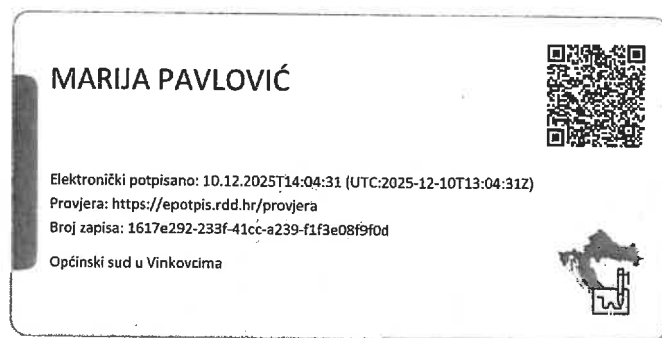 MARIJA PAVLOVIĆ
Elektronički potpisano: 10.12.2025T14:04:31 (UTC:2025-12-10T13:04:31Z)
Provjera: https://epotpis.rdd.hr/provjera
Broj zapisa: 1617e292-233f-41cc-a239-f1f3e08f9f0d
Općinski sud u Vinkovcima